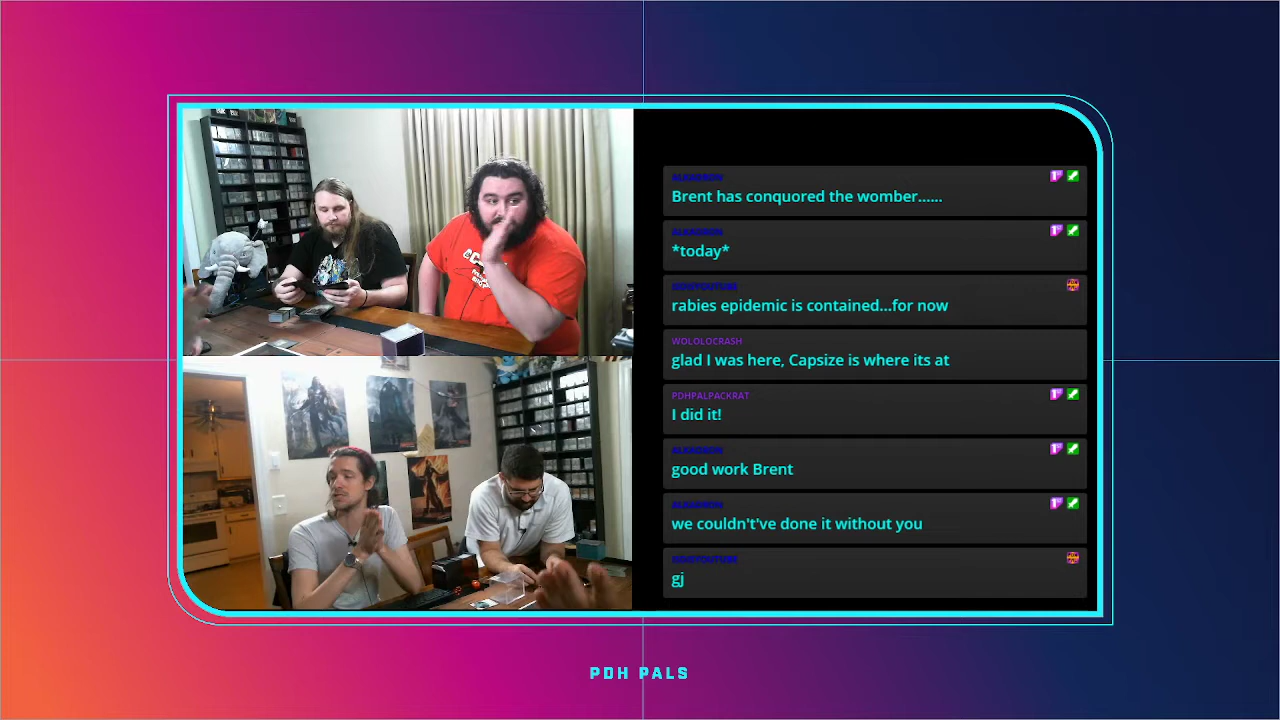 Brent has conquored the womber......
*today*
rabies epidemic is contained...for now
WOLOLOCRASH
glad I was here, Capsize is where its at
PDHPALPACKRAT
I did it!
good work Brent
we couldn't've done it without you
gj
PDH PALS